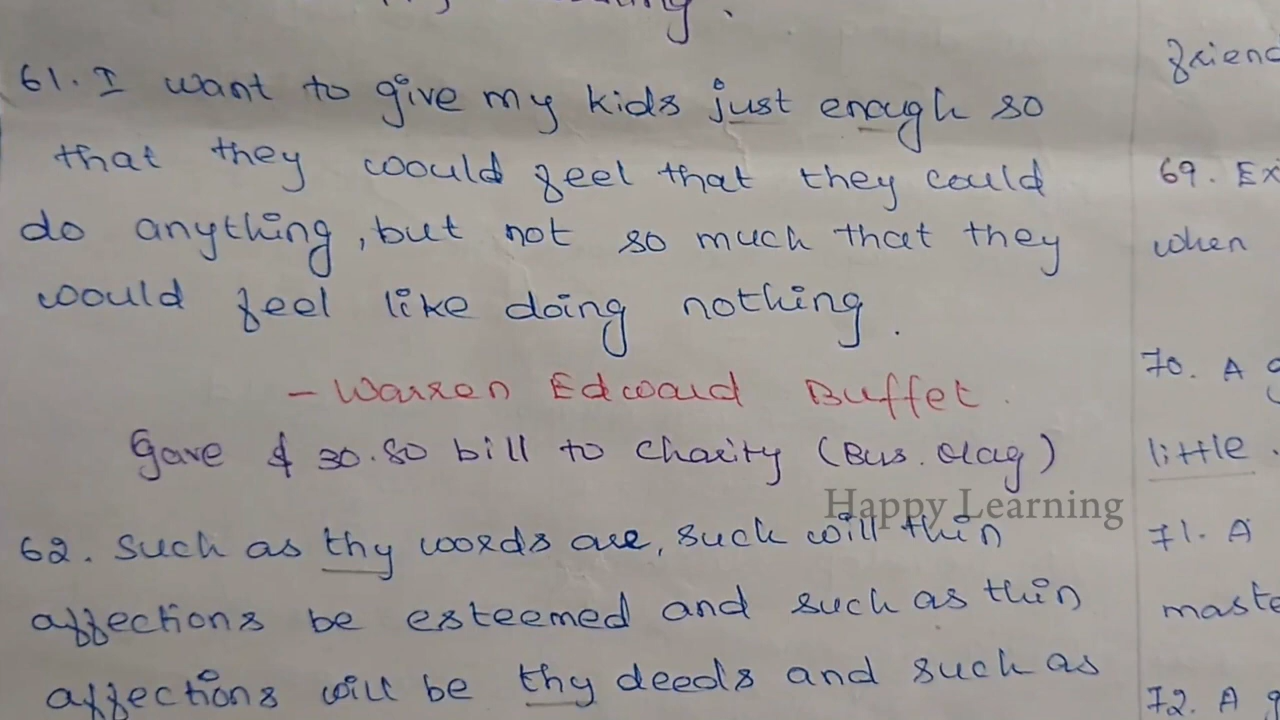 61. I want to give my kids just enough so
that they woould feel that they could
do anything, but not so much that they
woould feel like doing nothing.
- Warren Edward Buffet.
Gave $ 30.80 bill to charity (Bus. Mag)
Happy Learning
62. Such as thy words are, such will thin
affections be esteemed and such as thin
affections will be thy deeds and such as
69. Ex
when
70. A g
little.
71. A
maste
72. A g